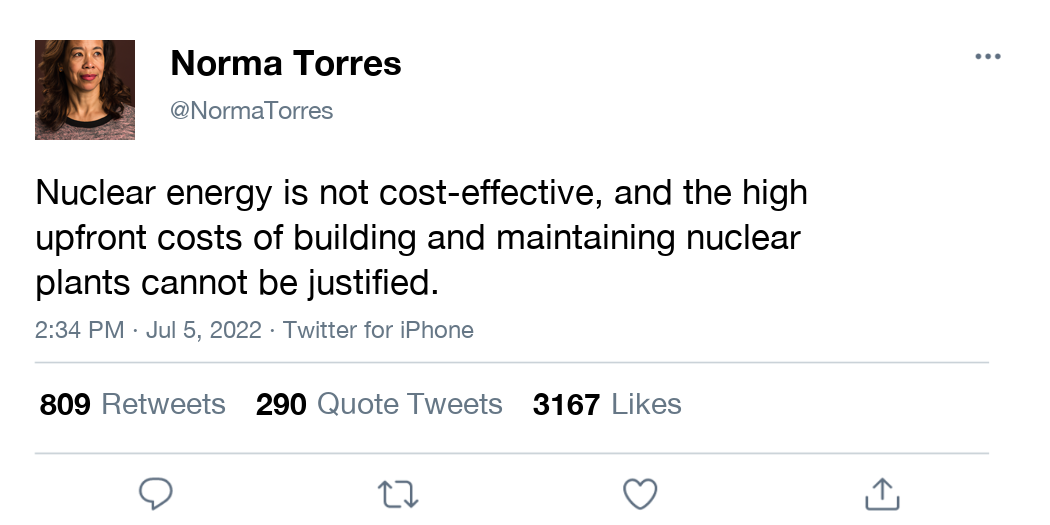 Norma Torres
@NormaTorres
Nuclear energy is not cost-effective, and the high
upfront costs of building and maintaining nuclear
plants cannot be justified.
2:34 PM · Jul 5, 2022 · Twitter for iPhone
809 Retweets 290 Quote Tweets 3167 Likes